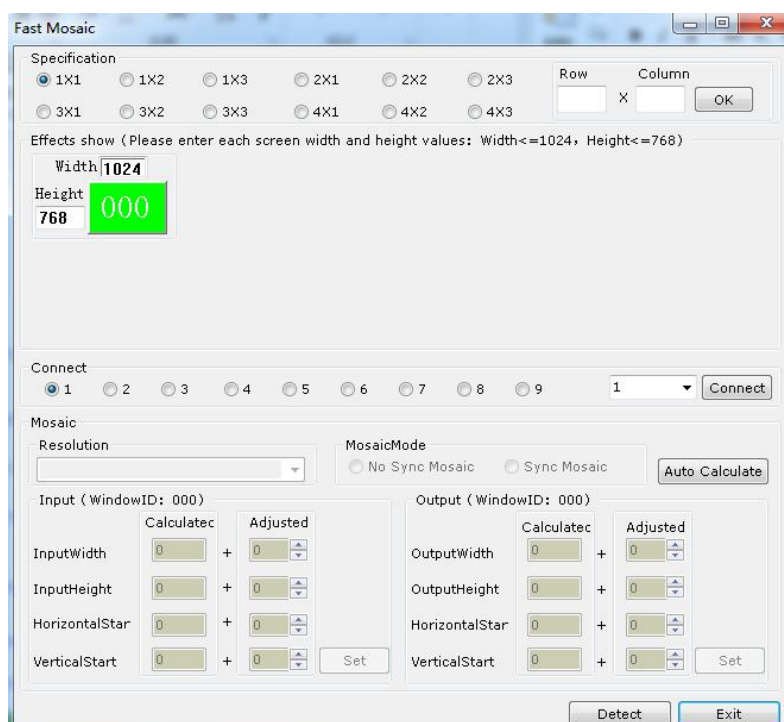 Fast Mosaic
Specification
1X1 1X2 1X3 2X1 2X2 2X3 Row Column
X OK
3X1 3X2 3X3 4X1 4X2 4X3
Effects show (Please enter each screen width and height values: Width<=1024, Height<=768)
Width 1024
Height
768 000
Connect
1 2 3 4 5 6 7 8 9 1 Connect
Mosaic
Resolution MosaicMode
No Sync Mosaic Sync Mosaic Auto Calculate
Input (WindowID: 000) Output (WindowID: 000)
Calculatec Adjusted Calculatec Adjusted
InputWidth 0 + 0 OutputWidth 0 + 0
InputHeight 0 + 0 OutputHeight 0 + 0
HorizontalStar 0 + 0 HorizontalStar 0 + 0
VerticalStart 0 + 0 Set VerticalStart 0 + 0 Set
Detect Exit